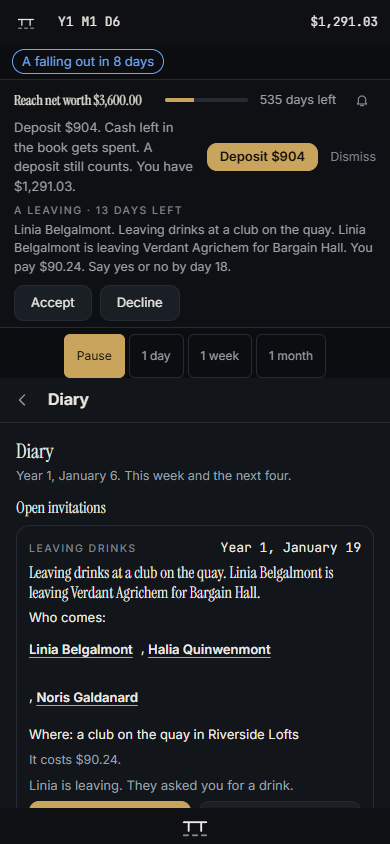 Y1 M1 D6
$1,291.03
A falling out in 8 days
Reach net worth $3,600.00
535 days left
Deposit $904. Cash left in
the book gets spent. A
deposit still counts. You have
$1,291.03.
Deposit $904
Dismiss
A LEAVING · 13 DAYS LEFT
Linia Belgalmont. Leaving drinks at a club on the quay. Linia
Belgalmont is leaving Verdant Agrichem for Bargain Hall. You
pay $90.24. Say yes or no by day 18.
Accept
Decline
Pause
1 day
1 week
1 month
Diary
Diary
Year 1, January 6. This week and the next four.
Open invitations
LEAVING DRINKS
Year 1, January 19
Leaving drinks at a club on the quay. Linia Belgalmont is
leaving Verdant Agrichem for Bargain Hall.
Who comes:
Linia Belgalmont , Halia Quinwenmont
, Noris Galdanard
Where: a club on the quay in Riverside Lofts
It costs $90.24.
Linia is leaving. They asked you for a drink.